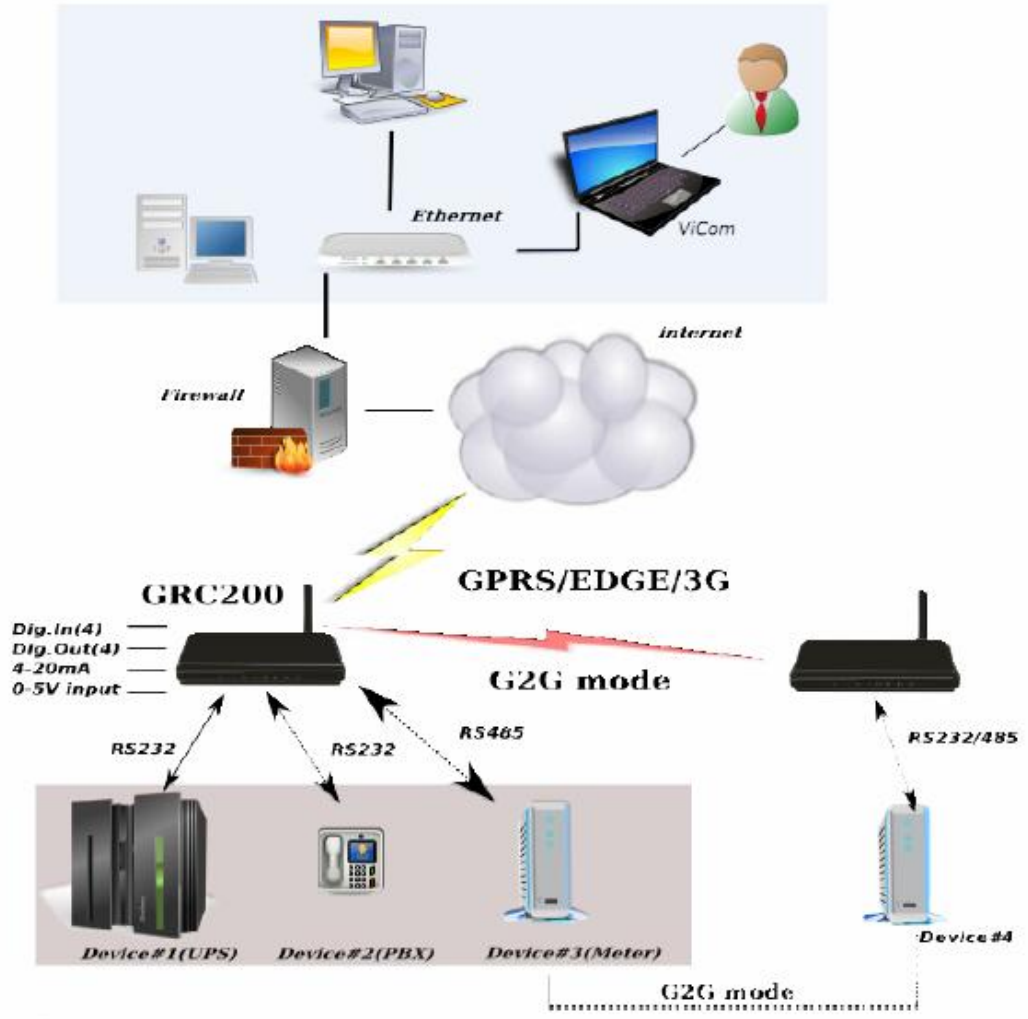 Ethernet
ViCom
internet
Firewall
GPRS/EDGE/3G
GRC200
Dig.In(4)
Dig.Out(4)
4-20mA
0-5V input
G2G mode
RS232
RS232
RS485
RS232/485
Device#1(UPS)
Device#2(PBX)
Device#3(Meter)
Device#4
G2G mode